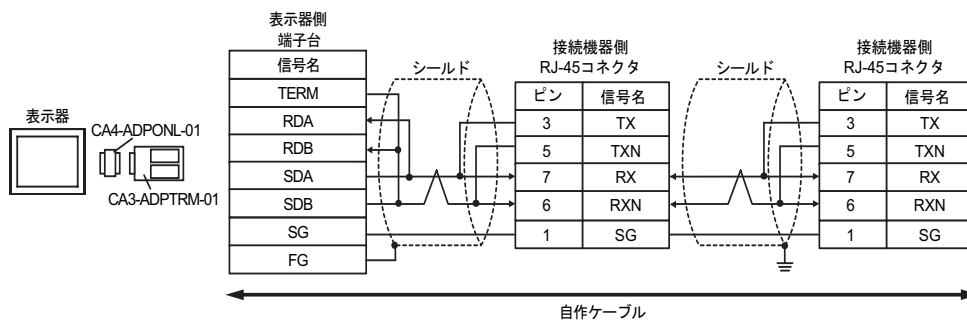 表示器
CA4-ADPONL-01
CA3-ADPTRM-01
表示器側
端子台
信号名
TERM
RDA
RDB
SDA
SDB
SG
FG
シールド
接続機器側
RJ-45コネクタ
ピン 信号名
3 TX
5 TXN
7 RX
6 RXN
1 SG
シールド
接続機器側
RJ-45コネクタ
ピン 信号名
3 TX
5 TXN
7 RX
6 RXN
1 SG
自作ケーブル